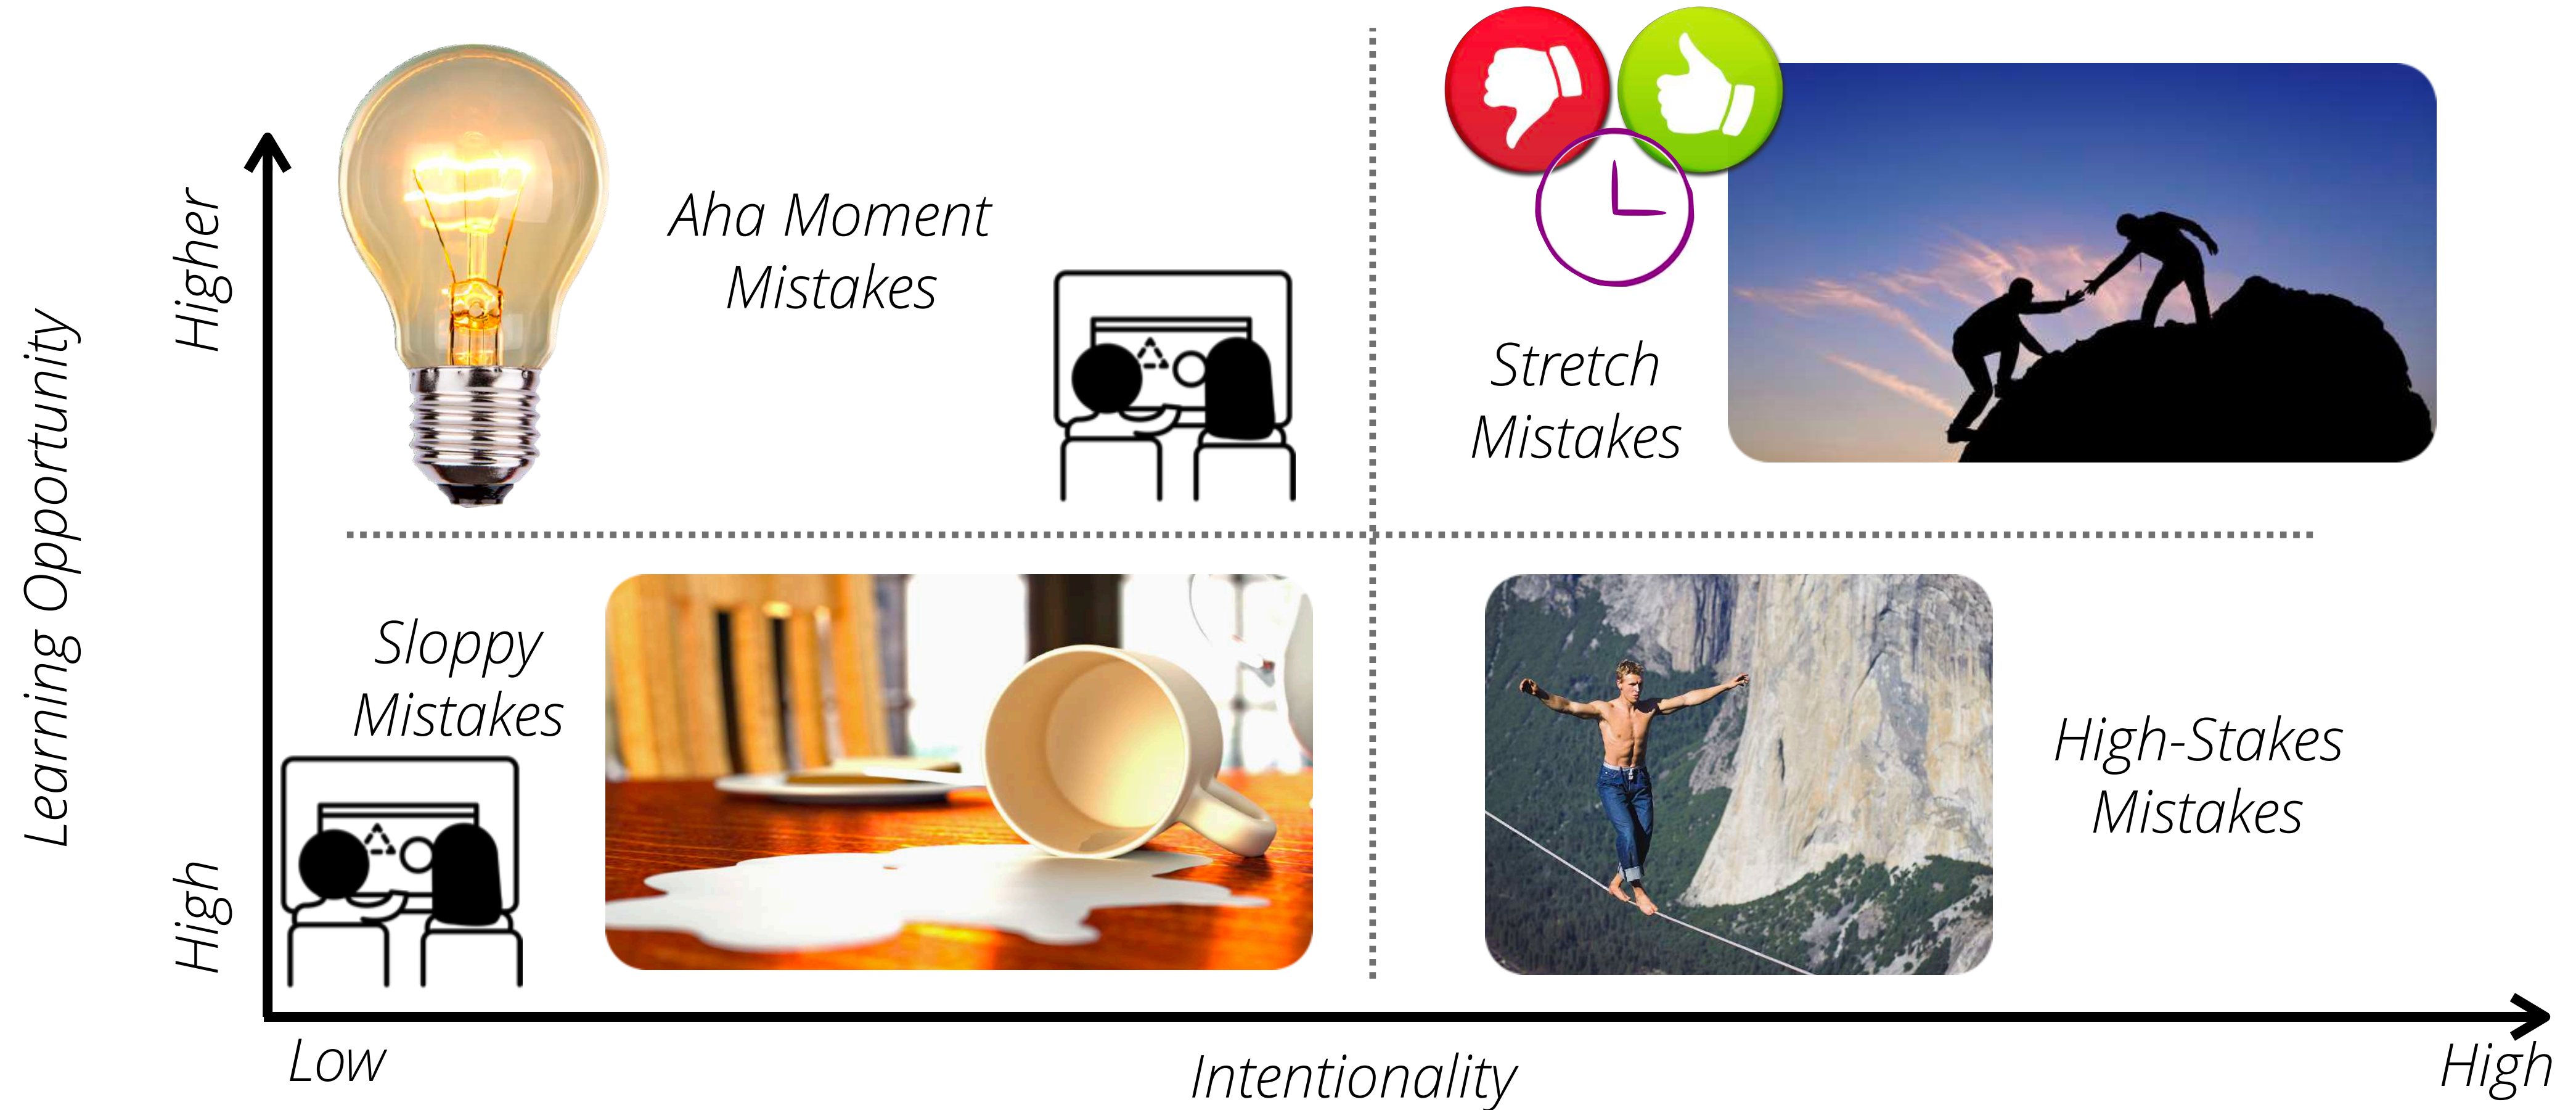 Learning Opportunity
Higher
High
Aha Moment
Mistakes
Stretch
Mistakes
Sloppy
Mistakes
High-Stakes
Mistakes
Low
Intentionality
High